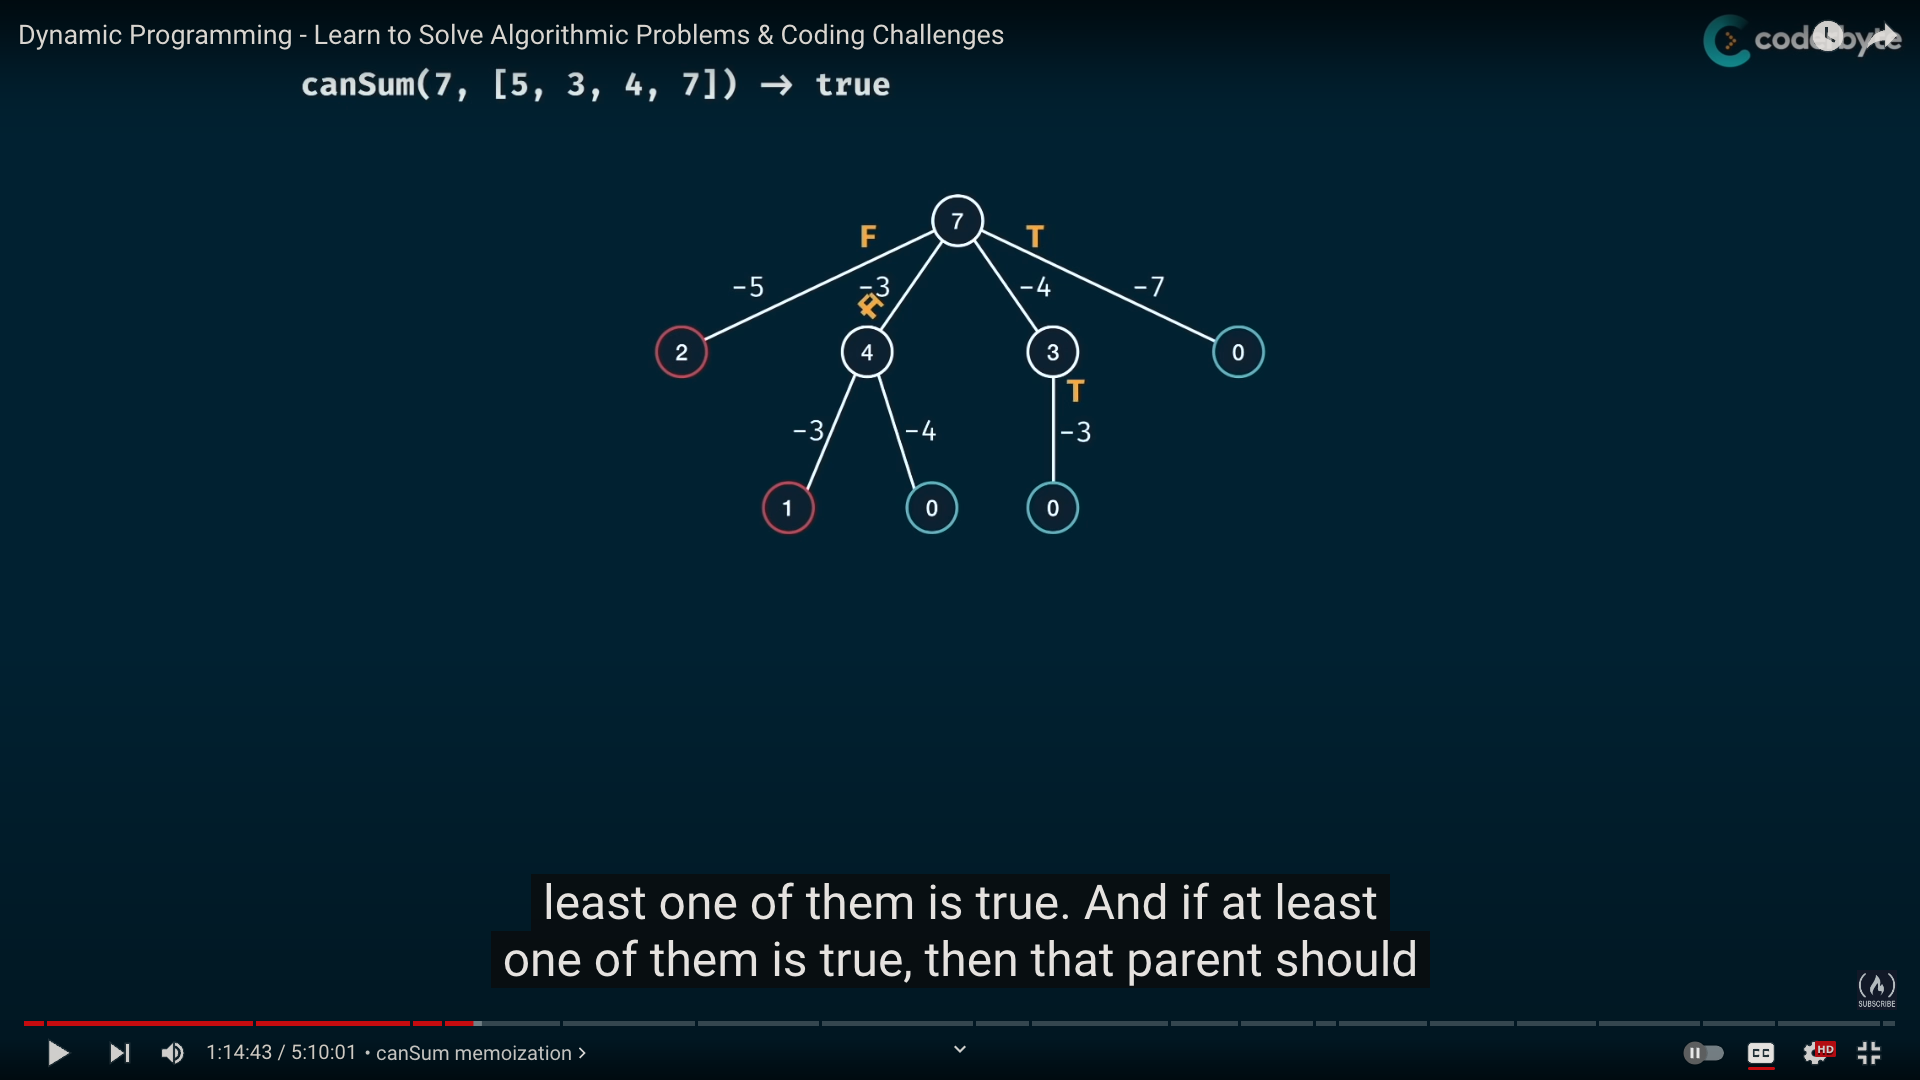 Dynamic Programming - Learn to Solve Algorithmic Problems & Coding Challenges
coderbyte
canSum(7, [5, 3, 4, 7]) → true
7
F
T
-5
-3
-4
-7
2
4
3
0
T
-3
-4
-3
1
0
0
least one of them is true. And if at least
one of them is true, then that parent should
SUBSCRIBE
1:14:43 / 5:10:01 • canSum memoization >
CC
HD